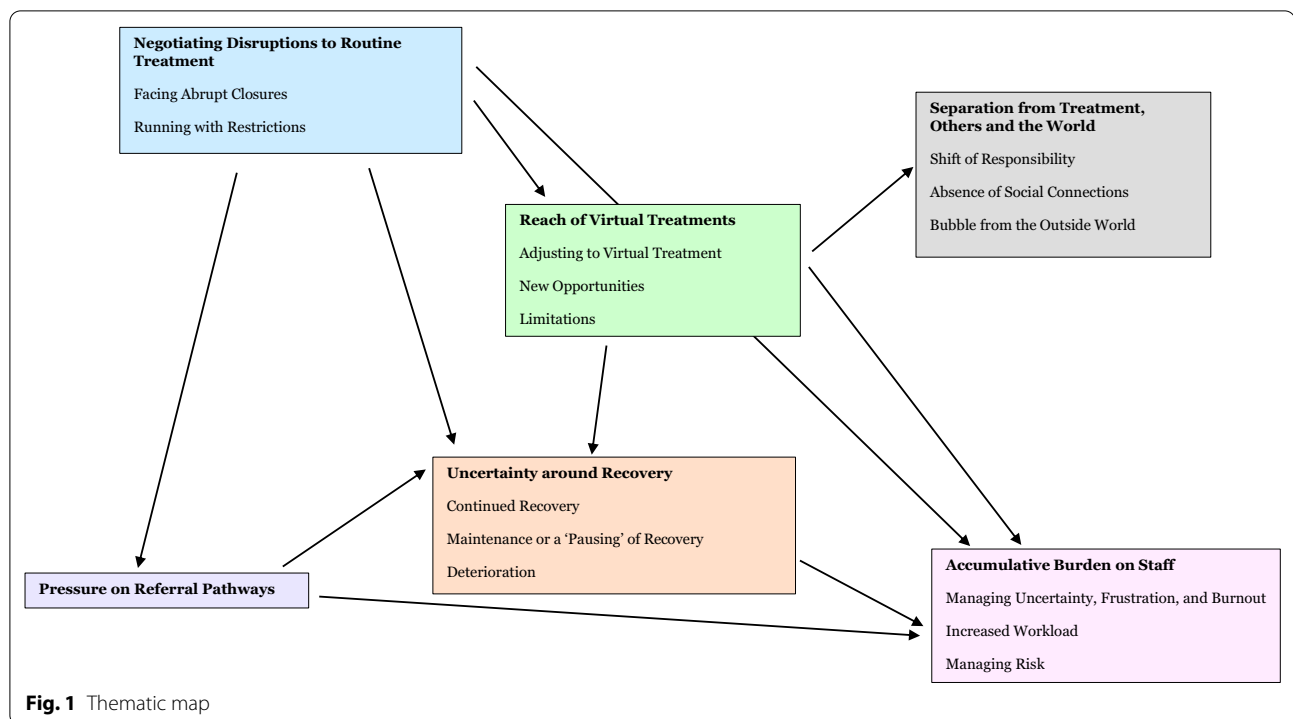 Negotiating Disruptions to Routine
Treatment
Facing Abrupt Closures
Running with Restrictions
Separation from Treatment,
Others and the World
Shift of Responsibility
Absence of Social Connections
Bubble from the Outside World
Reach of Virtual Treatments
Adjusting to Virtual Treatment
New Opportunities
Limitations
Uncertainty around Recovery
Continued Recovery
Maintenance or a ‘Pausing’ of Recovery
Deterioration
Pressure on Referral Pathways
Accumulative Burden on Staff
Managing Uncertainty, Frustration, and Burnout
Increased Workload
Managing Risk
Fig. 1 Thematic map